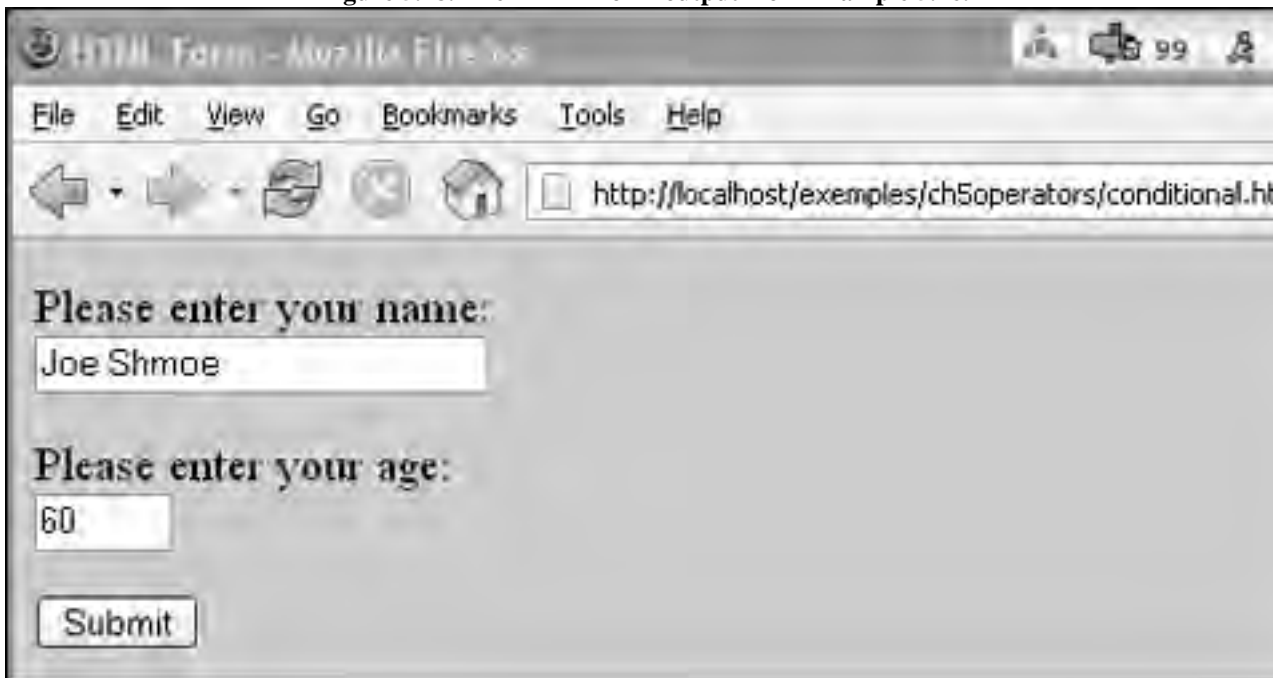 HTML Form - Mozilla Firefox
99
File Edit View Go Bookmarks Tools Help
http://localhost/exemples/ch5operators/conditional.ht
Please enter your name:
Joe Shmoe
Please enter your age:
60
Submit